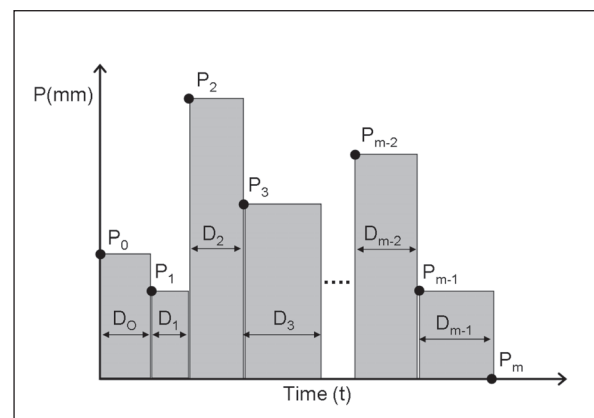 P(mm)
P0
P1
P2
P3
Pm-2
Pm-1
Pm
DO
D1
D2
D3
Dm-2
Dm-1
Time (t)